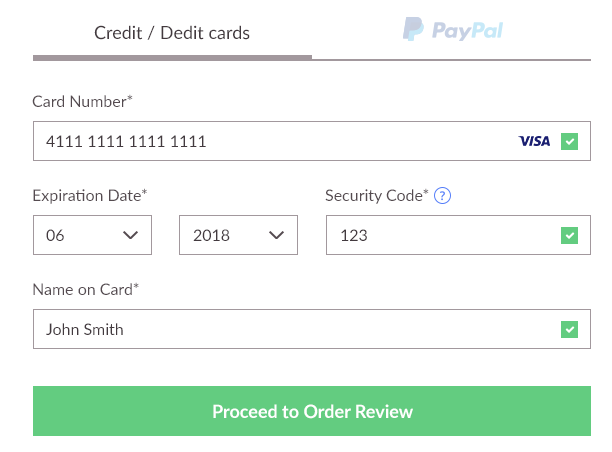 Credit / Dedit cards
PayPal
Card Number*
4111 1111 1111 1111 VISA
Expiration Date* Security Code* ?
06 2018 123
Name on Card*
John Smith
Proceed to Order Review